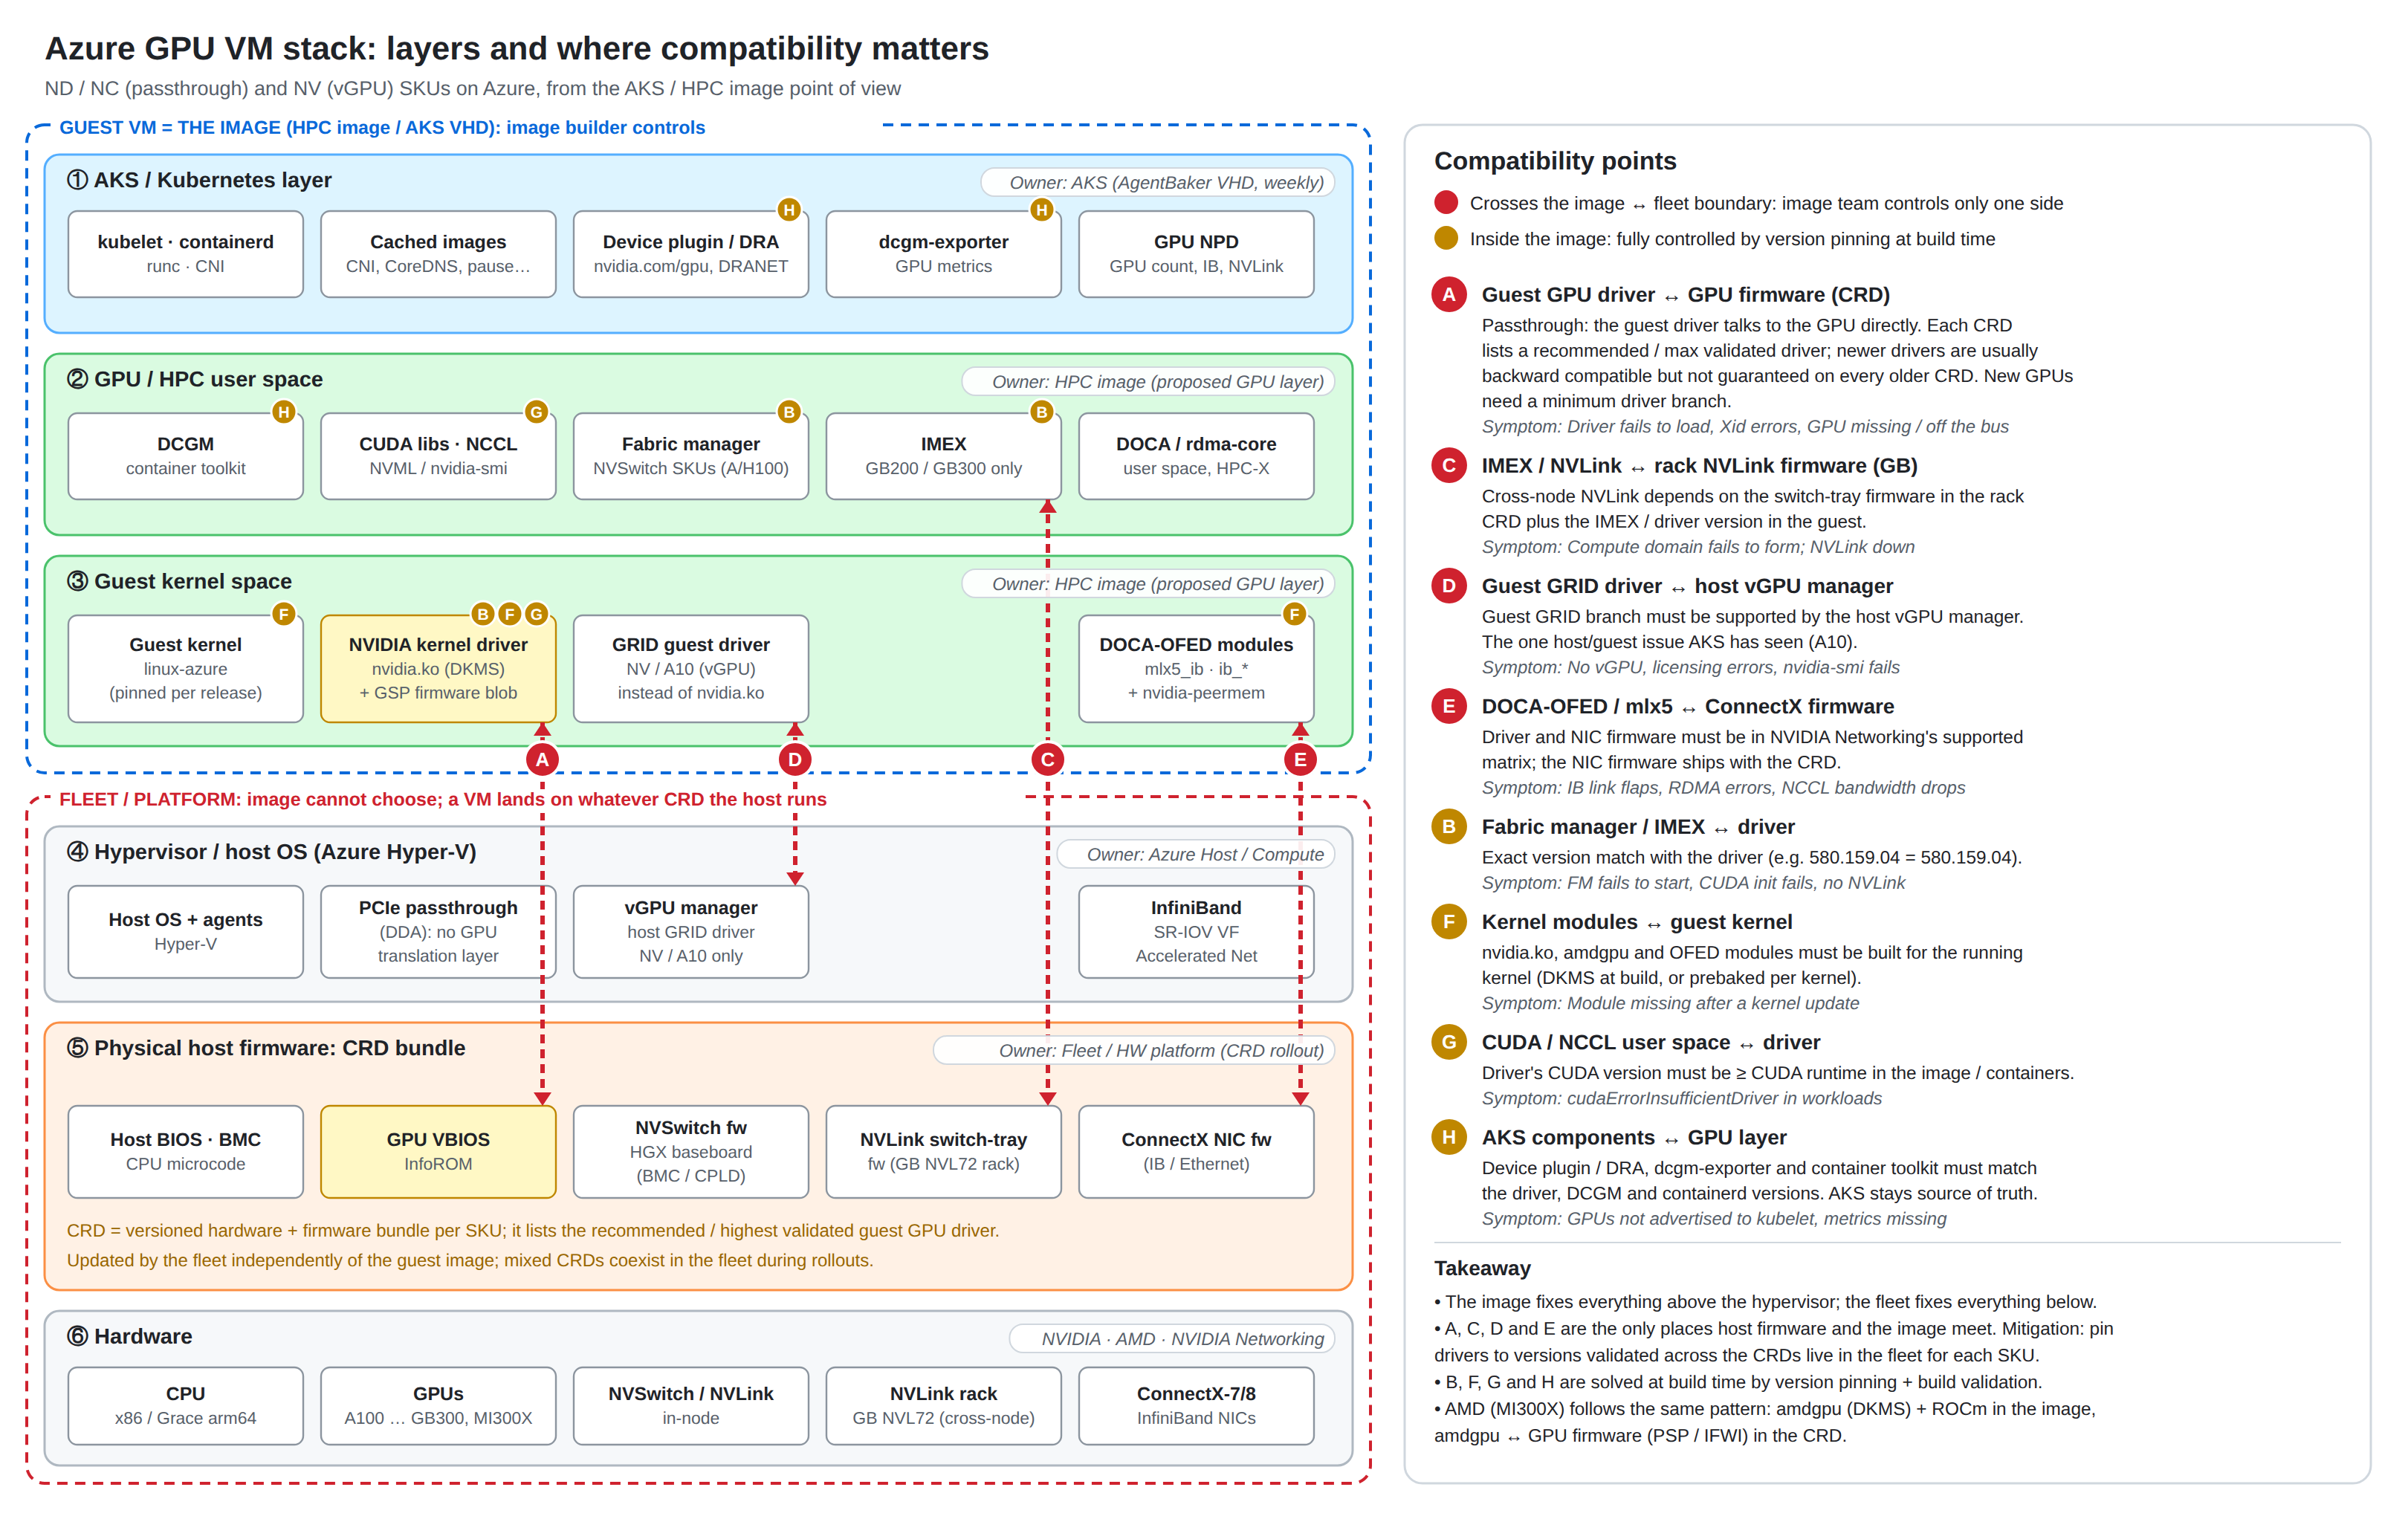 Azure GPU VM stack: layers and where compatibility matters
ND / NC (passthrough) and NV (vGPU) SKUs on Azure, from the AKS / HPC image point of view
GUEST VM = THE IMAGE (HPC image / AKS VHD): image builder controls
① AKS / Kubernetes layer
Owner: AKS (AgentBaker VHD, weekly)
H
H
kubelet · containerd
runc · CNI
Cached images
CNI, CoreDNS, pause…
Device plugin / DRA
nvidia.com/gpu, DRANET
dcgm-exporter
GPU metrics
GPU NPD
GPU count, IB, NVLink
② GPU / HPC user space
Owner: HPC image (proposed GPU layer)
H
G
B
B
DCGM
container toolkit
CUDA libs · NCCL
NVML / nvidia-smi
Fabric manager
NVSwitch SKUs (A/H100)
IMEX
GB200 / GB300 only
DOCA / rdma-core
user space, HPC-X
③ Guest kernel space
Owner: HPC image (proposed GPU layer)
F
B F G
F
Guest kernel
linux-azure
(pinned per release)
NVIDIA kernel driver
nvidia.ko (DKMS)
+ GSP firmware blob
GRID guest driver
NV / A10 (vGPU)
instead of nvidia.ko
DOCA-OFED modules
mlx5_ib · ib_*
+ nvidia-peermem
A
D
C
E
FLEET / PLATFORM: image cannot choose; a VM lands on whatever CRD the host runs
④ Hypervisor / host OS (Azure Hyper-V)
Owner: Azure Host / Compute
Host OS + agents
Hyper-V
PCIe passthrough
(DDA): no GPU
translation layer
vGPU manager
host GRID driver
NV / A10 only
InfiniBand
SR-IOV VF
Accelerated Net
⑤ Physical host firmware: CRD bundle
Owner: Fleet / HW platform (CRD rollout)
Host BIOS · BMC
CPU microcode
GPU VBIOS
InfoROM
NVSwitch fw
HGX baseboard
(BMC / CPLD)
NVLink switch-tray
fw (GB NVL72 rack)
ConnectX NIC fw
(IB / Ethernet)
CRD = versioned hardware + firmware bundle per SKU; it lists the recommended / highest validated guest GPU driver.
Updated by the fleet independently of the guest image; mixed CRDs coexist in the fleet during rollouts.
⑥ Hardware
NVIDIA · AMD · NVIDIA Networking
CPU
x86 / Grace arm64
GPUs
A100 … GB300, MI300X
NVSwitch / NVLink
in-node
NVLink rack
GB NVL72 (cross-node)
ConnectX-7/8
InfiniBand NICs
Compatibility points
Crosses the image ↔ fleet boundary: image team controls only one side
Inside the image: fully controlled by version pinning at build time
A Guest GPU driver ↔ GPU firmware (CRD)
Passthrough: the guest driver talks to the GPU directly. Each CRD
lists a recommended / max validated driver; newer drivers are usually
backward compatible but not guaranteed on every older CRD. New GPUs
need a minimum driver branch.
Symptom: Driver fails to load, Xid errors, GPU missing / off the bus
C IMEX / NVLink ↔ rack NVLink firmware (GB)
Cross-node NVLink depends on the switch-tray firmware in the rack
CRD plus the IMEX / driver version in the guest.
Symptom: Compute domain fails to form; NVLink down
D Guest GRID driver ↔ host vGPU manager
Guest GRID branch must be supported by the host vGPU manager.
The one host/guest issue AKS has seen (A10).
Symptom: No vGPU, licensing errors, nvidia-smi fails
E DOCA-OFED / mlx5 ↔ ConnectX firmware
Driver and NIC firmware must be in NVIDIA Networking's supported
matrix; the NIC firmware ships with the CRD.
Symptom: IB link flaps, RDMA errors, NCCL bandwidth drops
B Fabric manager / IMEX ↔ driver
Exact version match with the driver (e.g. 580.159.04 = 580.159.04).
Symptom: FM fails to start, CUDA init fails, no NVLink
F Kernel modules ↔ guest kernel
nvidia.ko, amdgpu and OFED modules must be built for the running
kernel (DKMS at build, or prebaked per kernel).
Symptom: Module missing after a kernel update
G CUDA / NCCL user space ↔ driver
Driver's CUDA version must be ≥ CUDA runtime in the image / containers.
Symptom: cudaErrorInsufficientDriver in workloads
H AKS components ↔ GPU layer
Device plugin / DRA, dcgm-exporter and container toolkit must match
the driver, DCGM and containerd versions. AKS stays source of truth.
Symptom: GPUs not advertised to kubelet, metrics missing
Takeaway
• The image fixes everything above the hypervisor; the fleet fixes everything below.
• A, C, D and E are the only places host firmware and the image meet. Mitigation: pin
drivers to versions validated across the CRDs live in the fleet for each SKU.
• B, F, G and H are solved at build time by version pinning + build validation.
• AMD (MI300X) follows the same pattern: amdgpu (DKMS) + ROCm in the image,
amdgpu ↔ GPU firmware (PSP / IFWI) in the CRD.